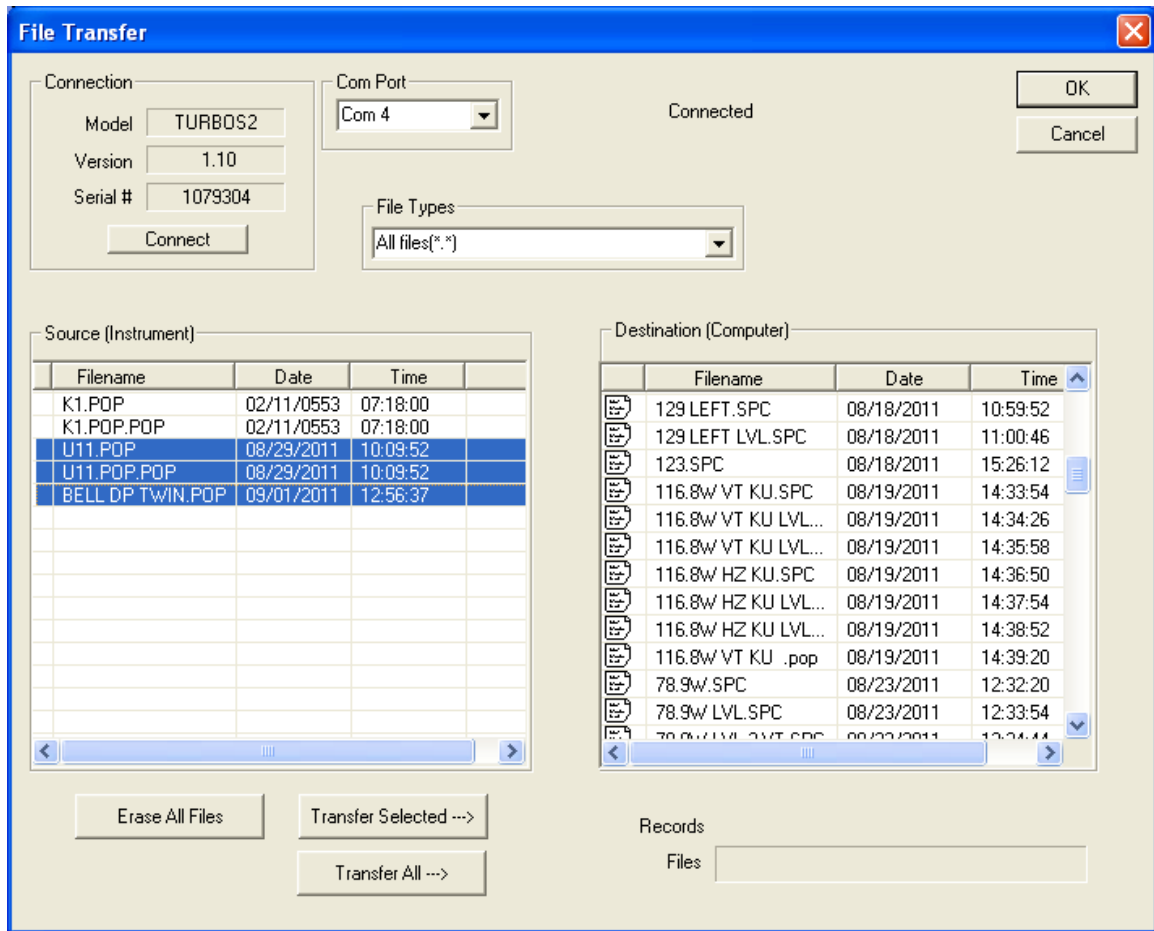 File Transfer
Connection
Model TURBOS2
Version 1.10
Serial # 1079304
Connect
Com Port
Com 4
Connected
OK
Cancel
File Types
All files(*.*)
Source (Instrument)
Filename Date Time
K1.POP 02/11/0553 07:18:00
K1.POP.POP 02/11/0553 07:18:00
U11.POP 08/29/2011 10:09:52
U11.POP.POP 08/29/2011 10:09:52
BELL DP TWIN.POP 09/01/2011 12:56:37
Destination (Computer)
Filename Date Time
129 LEFT.SPC 08/18/2011 10:59:52
129 LEFT LVL.SPC 08/18/2011 11:00:46
123.SPC 08/18/2011 15:26:12
116.8W VT KU.SPC 08/19/2011 14:33:54
116.8W VT KU LVL... 08/19/2011 14:34:26
116.8W VT KU LVL... 08/19/2011 14:35:58
116.8W HZ KU.SPC 08/19/2011 14:36:50
116.8W HZ KU LVL... 08/19/2011 14:37:54
116.8W HZ KU LVL... 08/19/2011 14:38:52
116.8W VT KU .pop 08/19/2011 14:39:20
78.9W.SPC 08/23/2011 12:32:20
78.9W LVL.SPC 08/23/2011 12:33:54
Erase All Files
Transfer Selected --->
Transfer All --->
Records
Files